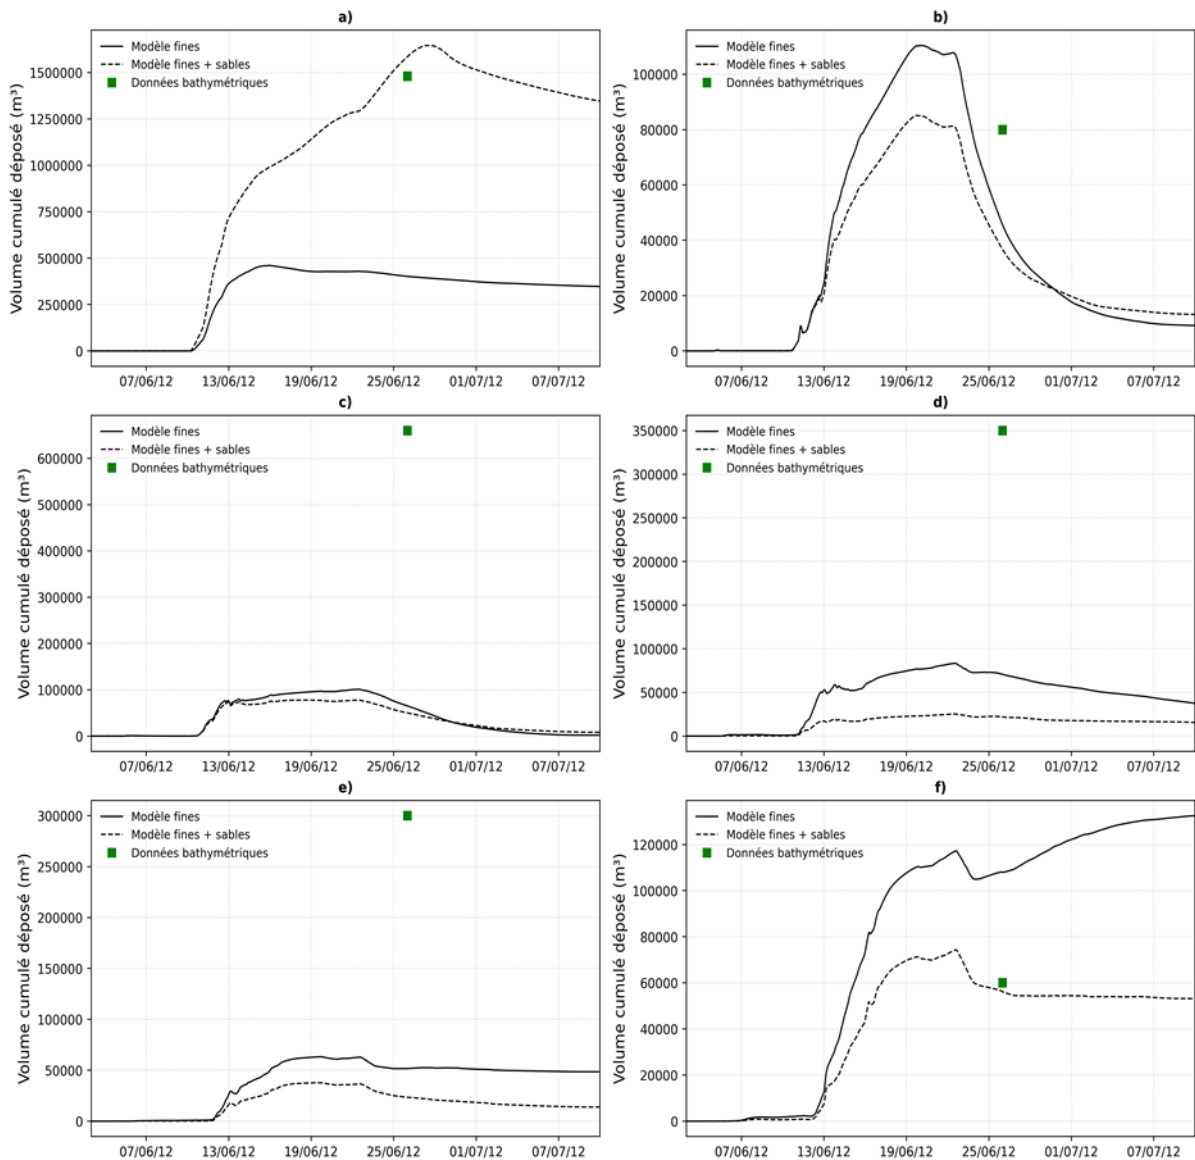 a)
Volume cumulé déposé (m³)
Modèle fines
Modèle fines + sables
Données bathymétriques
1500000
1250000
1000000
750000
500000
250000
0
07/06/12 13/06/12 19/06/12 25/06/12 01/07/12 07/07/12
b)
Volume cumulé déposé (m³)
Modèle fines
Modèle fines + sables
Données bathymétriques
100000
80000
60000
40000
20000
0
07/06/12 13/06/12 19/06/12 25/06/12 01/07/12 07/07/12
c)
Volume cumulé déposé (m³)
Modèle fines
Modèle fines + sables
Données bathymétriques
600000
500000
400000
300000
200000
100000
0
07/06/12 13/06/12 19/06/12 25/06/12 01/07/12 07/07/12
d)
Volume cumulé déposé (m³)
Modèle fines
Modèle fines + sables
Données bathymétriques
350000
300000
250000
200000
150000
100000
50000
0
07/06/12 13/06/12 19/06/12 25/06/12 01/07/12 07/07/12
e)
Volume cumulé déposé (m³)
Modèle fines
Modèle fines + sables
Données bathymétriques
300000
250000
200000
150000
100000
50000
0
07/06/12 13/06/12 19/06/12 25/06/12 01/07/12 07/07/12
f)
Volume cumulé déposé (m³)
Modèle fines
Modèle fines + sables
Données bathymétriques
120000
100000
80000
60000
40000
20000
0
07/06/12 13/06/12 19/06/12 25/06/12 01/07/12 07/07/12